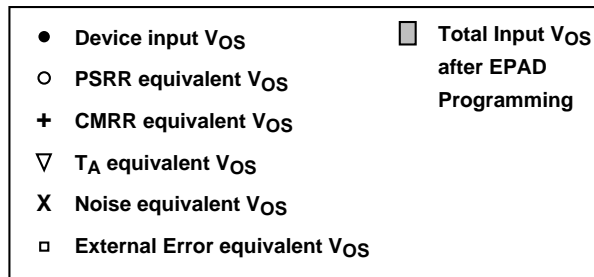 Device input VOS
PSRR equivalent VOS
+ CMRR equivalent VOS
TA equivalent VOS
X Noise equivalent VOS
External Error equivalent VOS
Total Input VOS
after EPAD
Programming